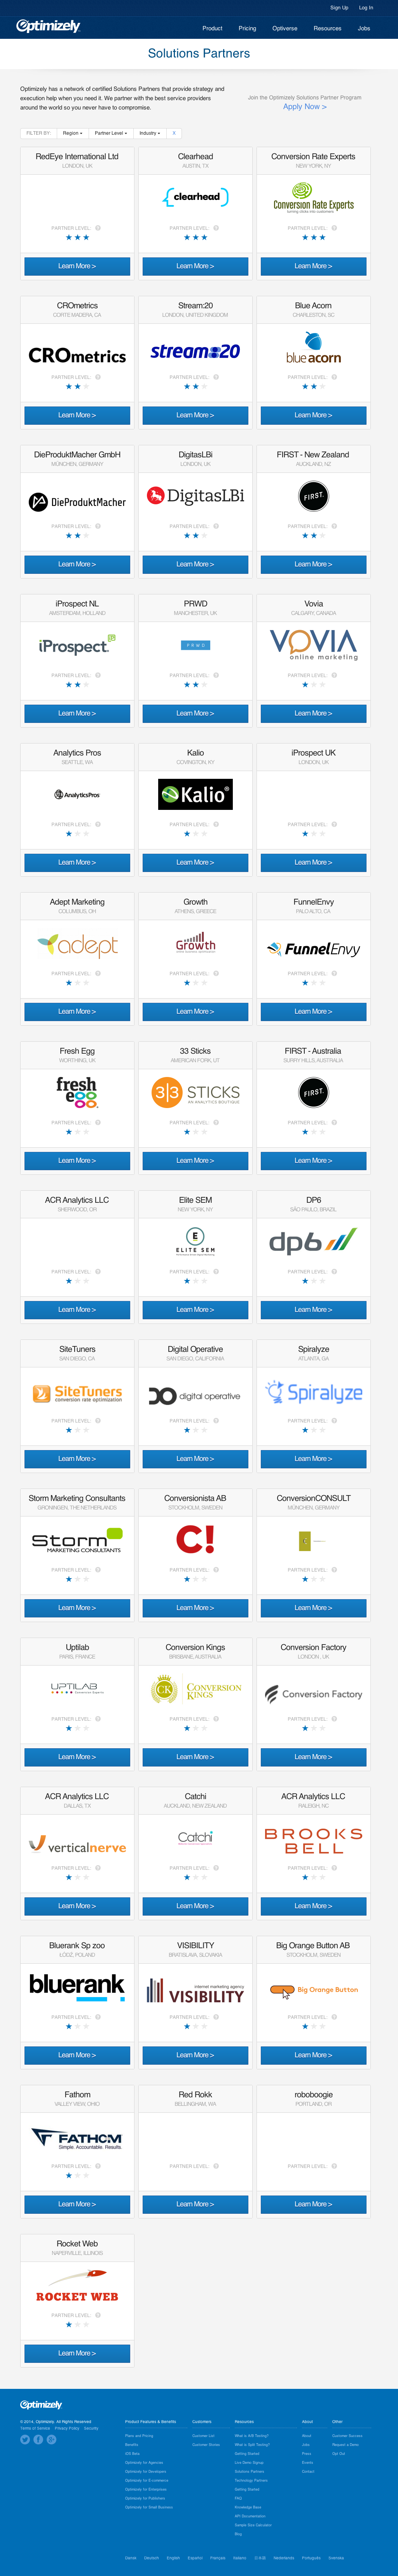 Sign Up Log In
Optimizely
Product Pricing Optiverse Resources Jobs
Solutions Partners
Optimizely has a network of certified Solutions Partners that provide strategy and
execution help when you need it. We partner with the best service providers
around the world so you never have to compromise.
Join the Optimizely Solutions Partner Program
Apply Now >
FILTER BY: Region Partner Level Industry X
RedEye International Ltd
LONDON, UK
PARTNER LEVEL: ?
Learn More >
Clearhead
AUSTIN, TX
clearhead
PARTNER LEVEL: ?
Learn More >
Conversion Rate Experts
NEW YORK, NY
Conversion Rate Experts
turning clicks into customers
PARTNER LEVEL: ?
Learn More >
CROmetrics
CORTE MADERA, CA
CROmetrics
PARTNER LEVEL: ?
Learn More >
Stream:20
LONDON, UNITED KINGDOM
stream:20
PARTNER LEVEL: ?
Learn More >
Blue Acorn
CHARLESTON, SC
blue acorn
PARTNER LEVEL: ?
Learn More >
DieProduktMacher GmbH
MÜNCHEN, GERMANY
DieProduktMacher
PARTNER LEVEL: ?
Learn More >
DigitasLBi
LONDON, UK
DigitasLBi
PARTNER LEVEL: ?
Learn More >
FIRST - New Zealand
AUCKLAND, NZ
FIRST.
PARTNER LEVEL: ?
Learn More >
iProspect NL
AMSTERDAM, HOLLAND
iProspect.
PARTNER LEVEL: ?
Learn More >
PRWD
MANCHESTER, UK
PRWD
PARTNER LEVEL: ?
Learn More >
Vovia
CALGARY, CANADA
VOVIA
online marketing
PARTNER LEVEL: ?
Learn More >
Analytics Pros
SEATTLE, WA
AnalyticsPros
PARTNER LEVEL: ?
Learn More >
Kalio
COVINGTON, KY
Kalio®
PARTNER LEVEL: ?
Learn More >
iProspect UK
LONDON, UK
PARTNER LEVEL: ?
Learn More >
Adept Marketing
COLUMBUS, OH
adept
PARTNER LEVEL: ?
Learn More >
Growth
ATHENS, GREECE
Growth
PARTNER LEVEL: ?
Learn More >
FunnelEnvy
PALO ALTO, CA
FunnelEnvy
PARTNER LEVEL: ?
Learn More >
Fresh Egg
WORTHING, UK
fresh
egg.
PARTNER LEVEL: ?
Learn More >
33 Sticks
AMERICAN FORK, UT
3|3 STICKS
AN ANALYTICS BOUTIQUE
PARTNER LEVEL: ?
Learn More >
FIRST - Australia
SURRY HILLS, AUSTRALIA
FIRST.
PARTNER LEVEL: ?
Learn More >
ACR Analytics LLC
SHERWOOD, OR
PARTNER LEVEL: ?
Learn More >
Elite SEM
NEW YORK, NY
E
ELITE SEM
PARTNER LEVEL: ?
Learn More >
DP6
SÃO PAULO, BRAZIL
dp6
PARTNER LEVEL: ?
Learn More >
SiteTuners
SAN DIEGO, CA
SiteTuners
conversion rate optimization
PARTNER LEVEL: ?
Learn More >
Digital Operative
SAN DIEGO, CALIFORNIA
digital operative
PARTNER LEVEL: ?
Learn More >
Spiralyze
ATLANTA, GA
Spiralyze
PARTNER LEVEL: ?
Learn More >
Storm Marketing Consultants
GRONINGEN, THE NETHERLANDS
Storm
MARKETING CONSULTANTS
PARTNER LEVEL: ?
Learn More >
Conversionista AB
STOCKHOLM, SWEDEN
C!
PARTNER LEVEL: ?
Learn More >
ConversionCONSULT
MÜNCHEN, GERMANY
PARTNER LEVEL: ?
Learn More >
Uptilab
PARIS, FRANCE
UPTILAB
PARTNER LEVEL: ?
Learn More >
Conversion Kings
BRISBANE, AUSTRALIA
CK CONVERSION
KINGS
PARTNER LEVEL: ?
Learn More >
Conversion Factory
LONDON , UK
Conversion Factory
PARTNER LEVEL: ?
Learn More >
ACR Analytics LLC
DALLAS, TX
verticalnerve
PARTNER LEVEL: ?
Learn More >
Catchi
AUCKLAND, NEW ZEALAND
Catchi
PARTNER LEVEL: ?
Learn More >
ACR Analytics LLC
RALEIGH, NC
BROOKS
BELL
PARTNER LEVEL: ?
Learn More >
Bluerank Sp zoo
LODZ, POLAND
bluerank
PARTNER LEVEL: ?
Learn More >
VISIBILITY
BRATISLAVA, SLOVAKIA
internet marketing agency
VISIBILITY
PARTNER LEVEL: ?
Learn More >
Big Orange Button AB
STOCKHOLM, SWEDEN
Big Orange Button
PARTNER LEVEL: ?
Learn More >
Fathom
VALLEY VIEW, OHIO
FATHOM
Simple. Accountable. Results.
PARTNER LEVEL: ?
Learn More >
Red Rokk
BELLINGHAM, WA
PARTNER LEVEL: ?
Learn More >
roboboogie
PORTLAND, OR
PARTNER LEVEL: ?
Learn More >
Rocket Web
NAPERVILLE, ILLINOIS
ROCKET WEB
PARTNER LEVEL: ?
Learn More >
Optimizely
© 2014, Optimizely. All Rights Reserved
Terms of Service Privacy Policy Security
Product Features & Benefits
Plans and Pricing
Benefits
iOS Beta
Optimizely for Agencies
Optimizely for Developers
Optimizely for E-commerce
Optimizely for Enterprises
Optimizely for Publishers
Optimizely for Small Business
Customers
Customer List
Customer Stories
Resources
What is A/B Testing?
What is Split Testing?
Getting Started
Live Demo Signup
Solutions Partners
Technology Partners
Getting Started
FAQ
Knowledge Base
API Documentation
Sample Size Calculator
Blog
About
About
Jobs
Press
Events
Contact
Other
Customer Success
Request a Demo
Opt Out
Dansk Deutsch English Español Français Italiano 日本語 Nederlands Português Svenska